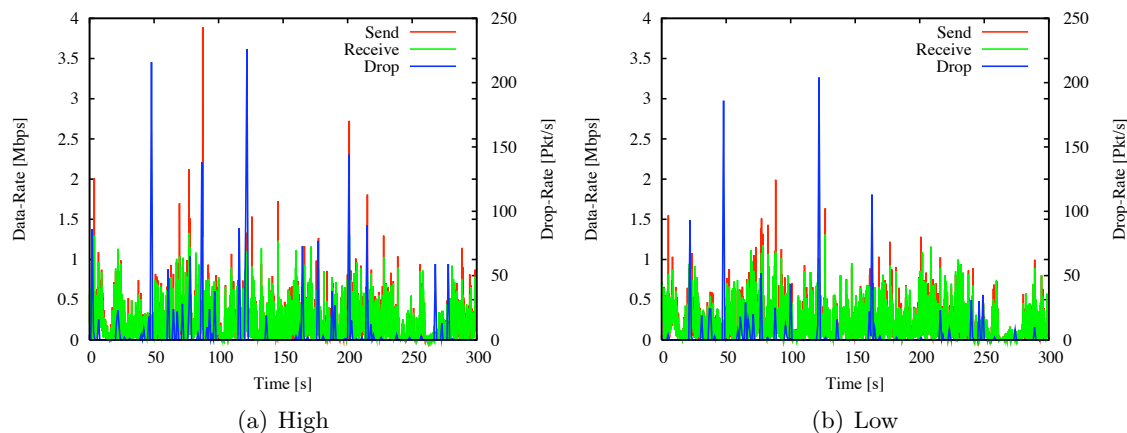 4
3.5
3
2.5
2
1.5
1
0.5
0
250
200
150
100
50
0
0 50 100 150 200 250 300
Data-Rate [Mbps]
Drop-Rate [Pkt/s]
Time [s]
Send
Receive
Drop
(a) High
4
3.5
3
2.5
2
1.5
1
0.5
0
250
200
150
100
50
0
0 50 100 150 200 250 300
Data-Rate [Mbps]
Drop-Rate [Pkt/s]
Time [s]
Send
Receive
Drop
(b) Low